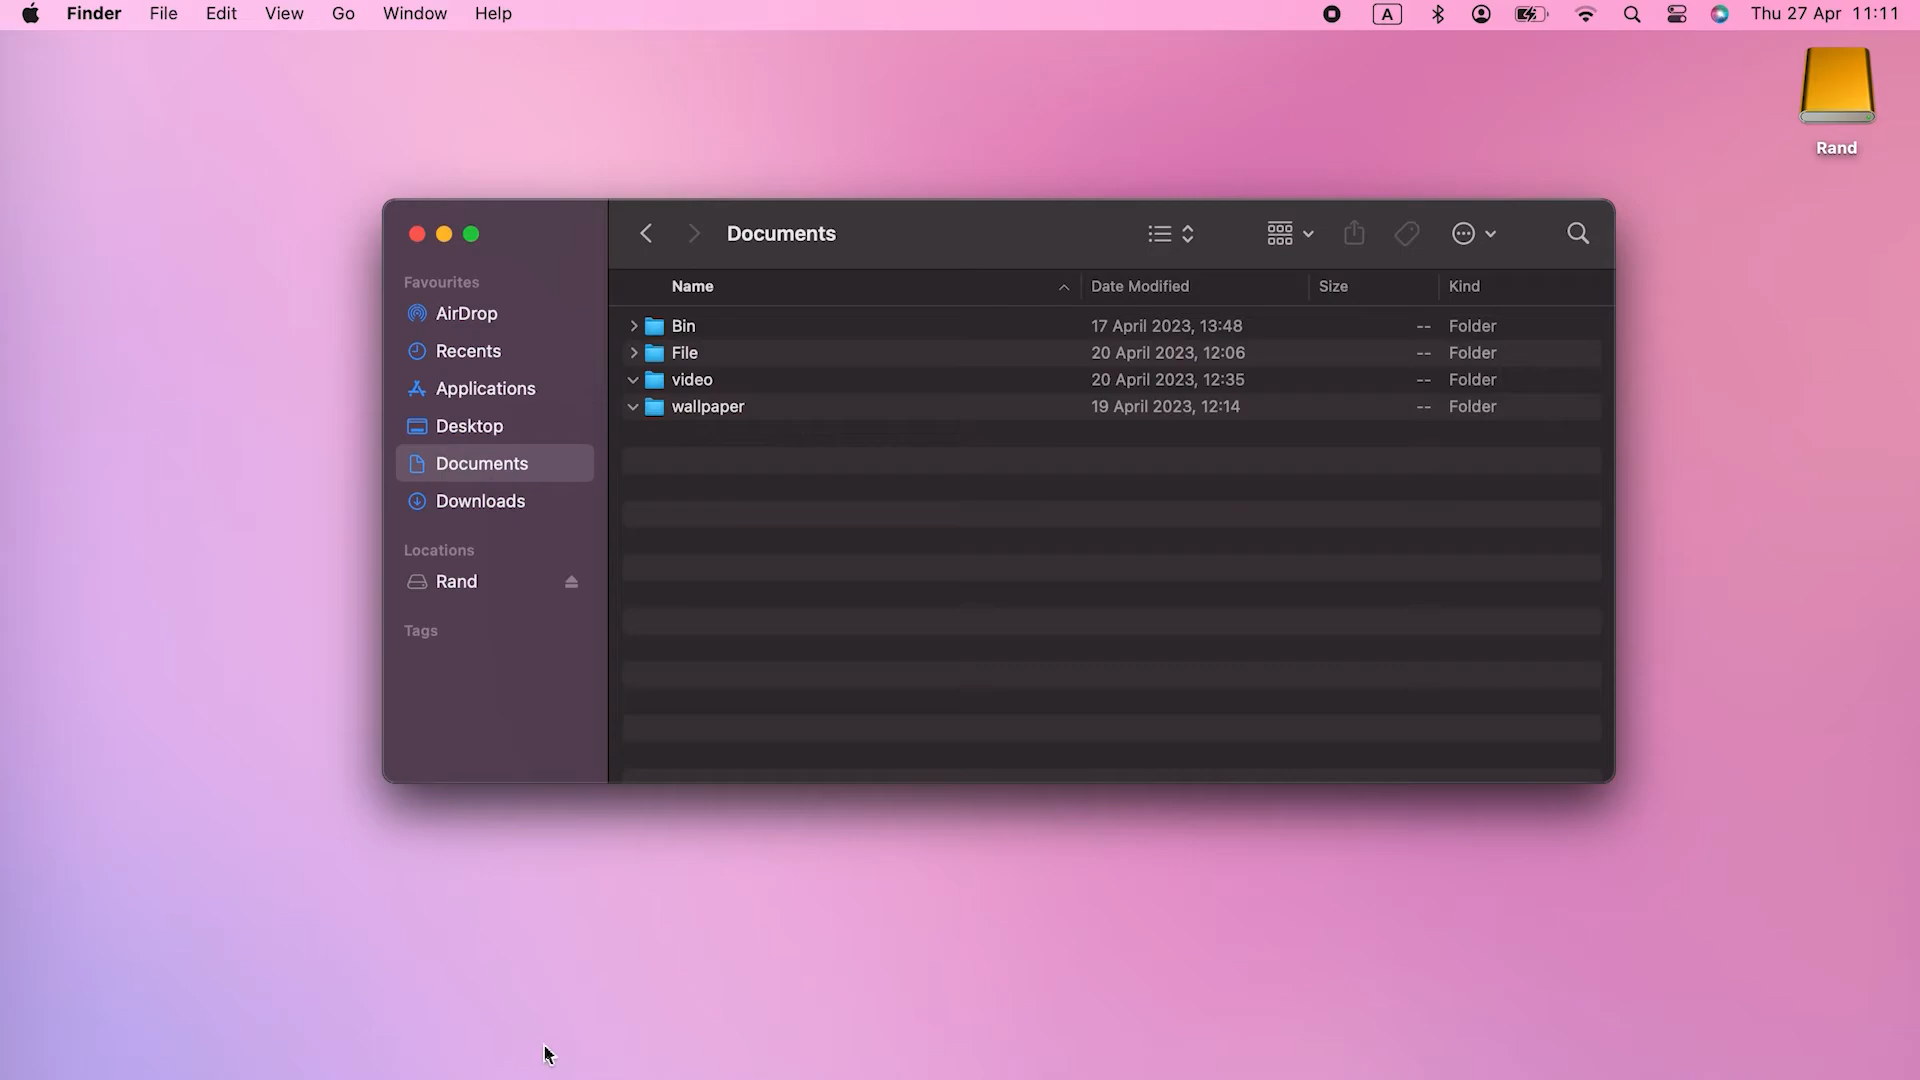 Finder File Edit View Go Window Help A Thu 27 Apr 11:11
Rand
Documents
Favourites
AirDrop
Recents
Applications
Desktop
Documents
Downloads
Locations
Rand
Tags
Name Date Modified Size Kind
Bin 17 April 2023, 13:48 -- Folder
File 20 April 2023, 12:06 -- Folder
video 20 April 2023, 12:35 -- Folder
wallpaper 19 April 2023, 12:14 -- Folder